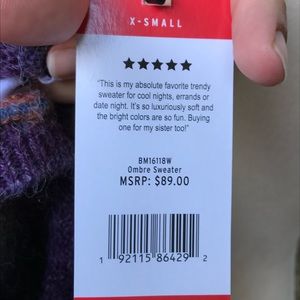 X-SMALL
★★★★★
"This is my absolute favorite trendy
sweater for cool nights, errands or
date night. It's so luxuriously soft and
the bright colors are so fun. Buying
one for my sister too!"
BM16118W
Ombre Sweater
MSRP: $89.00
1 92115 86429 2